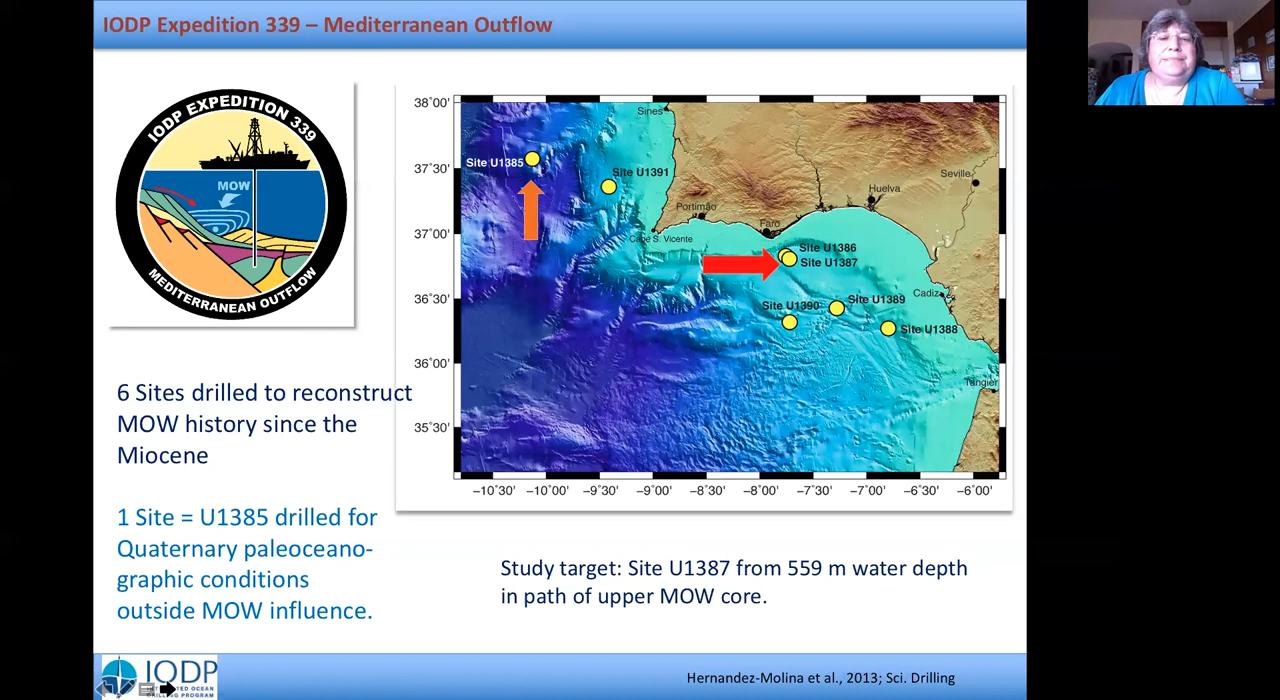 IODP Expedition 339 – Mediterranean Outflow
IODP EXPEDITION 339
MOW
MEDITERRANEAN OUTFLOW
38°00'
37°30'
37°00'
36°30'
36°00'
35°30'
Sines
Site U1385
Site U1391
Seville
Huelva
Portimão
Faro
Cape S. Vicente
Site U1386
Site U1387
Cadiz
Site U1389
Site U1390
Site U1388
Tangier
−10°30' −10°00' −9°30' −9°00' −8°30' −8°00' −7°30' −7°00' −6°30' −6°00'
6 Sites drilled to reconstruct
MOW history since the
Miocene
1 Site = U1385 drilled for
Quaternary paleoceano-
graphic conditions
outside MOW influence.
Study target: Site U1387 from 559 m water depth
in path of upper MOW core.
IODP
Hernandez-Molina et al., 2013; Sci. Drilling